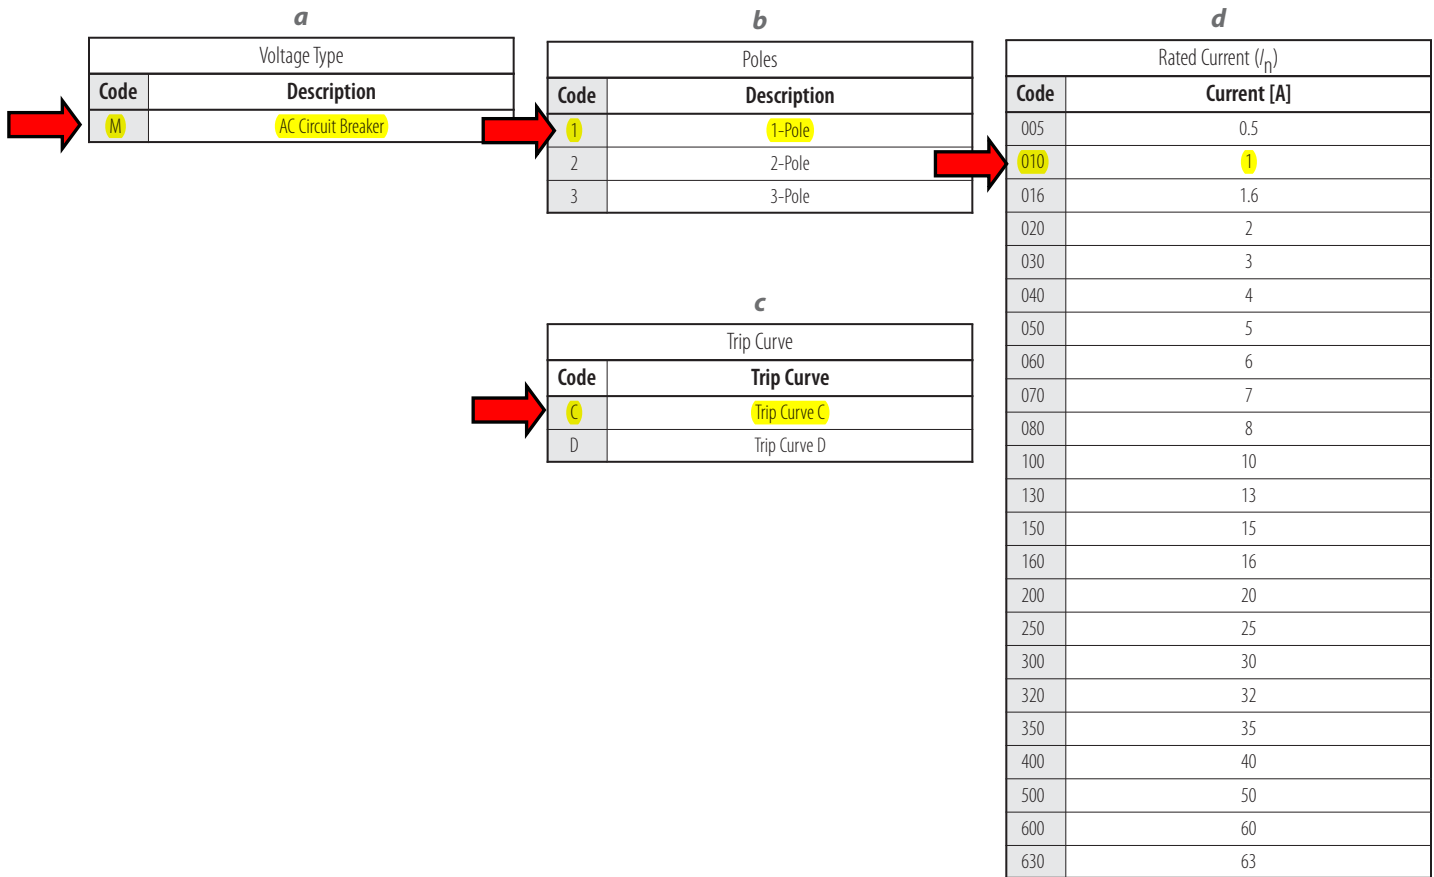 a
Voltage Type
Code Description
M AC Circuit Breaker
b
Poles
Code Description
1 1-Pole
2 2-Pole
3 3-Pole
c
Trip Curve
Code Trip Curve
C Trip Curve C
D Trip Curve D
d
Rated Current (In)
Code Current [A]
005 0.5
010 1
016 1.6
020 2
030 3
040 4
050 5
060 6
070 7
080 8
100 10
130 13
150 15
160 16
200 20
250 25
300 30
320 32
350 35
400 40
500 50
600 60
630 63